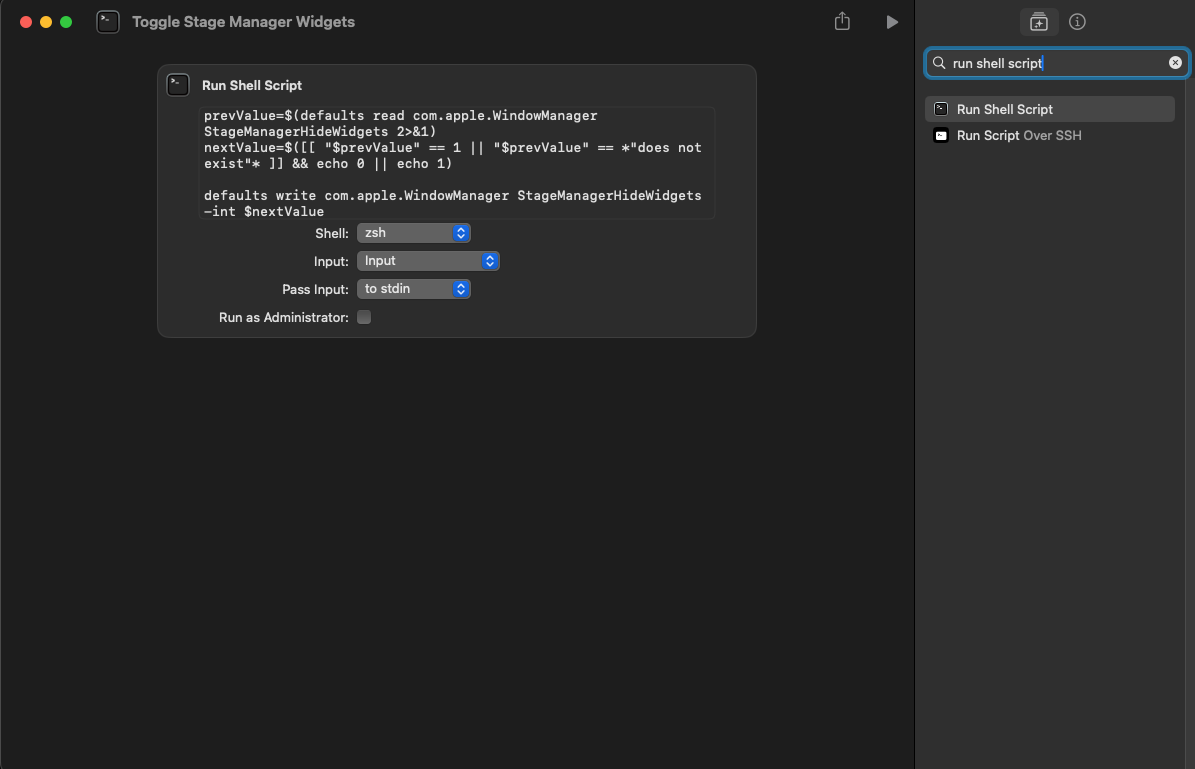 Toggle Stage Manager Widgets
Run Shell Script
prevValue=$(defaults read com.apple.WindowManager
StageManagerHideWidgets 2>&1)
nextValue=$([[ "$prevValue" == 1 || "$prevValue" == *"does not
exist"* ]] && echo 0 || echo 1)
defaults write com.apple.WindowManager StageManagerHideWidgets
-int $nextValue
Shell: zsh
Input: Input
Pass Input: to stdin
Run as Administrator:
run shell script
Run Shell Script
Run Script Over SSH